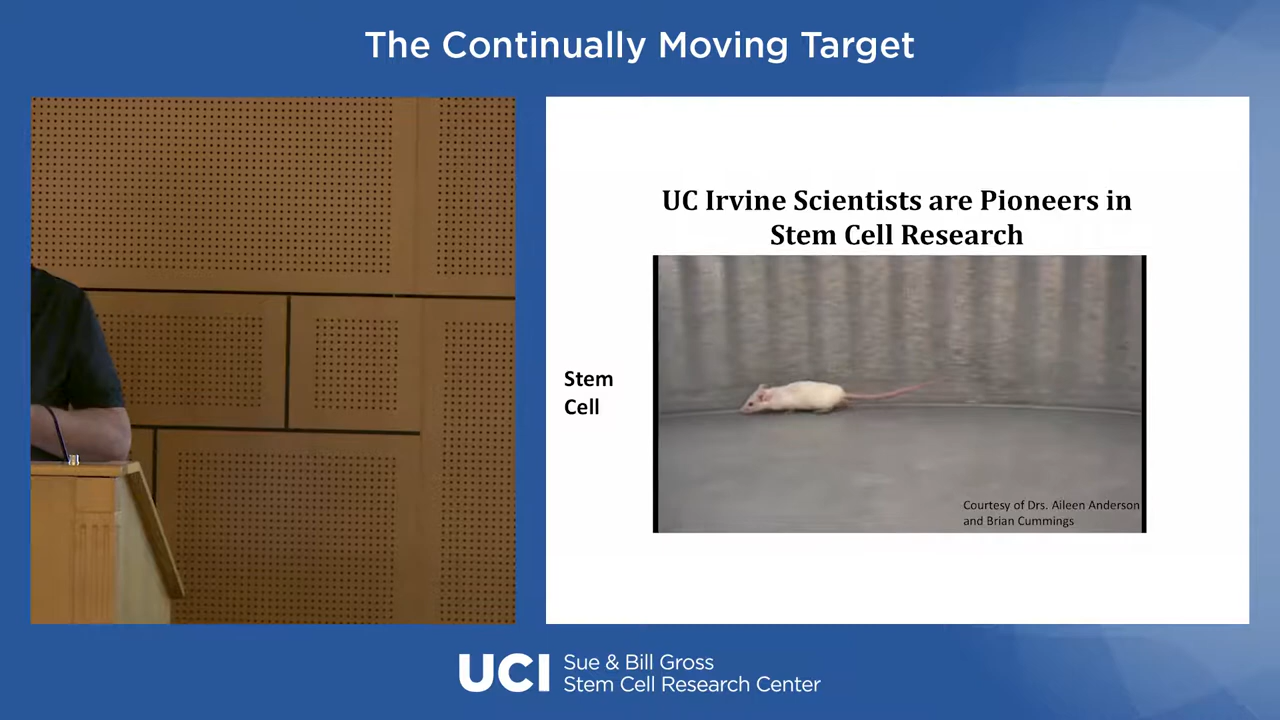 The Continually Moving Target
UC Irvine Scientists are Pioneers in
Stem Cell Research
Stem
Cell
Courtesy of Drs. Aileen Anderson
and Brian Cummings
UCI
Sue & Bill Gross
Stem Cell Research Center